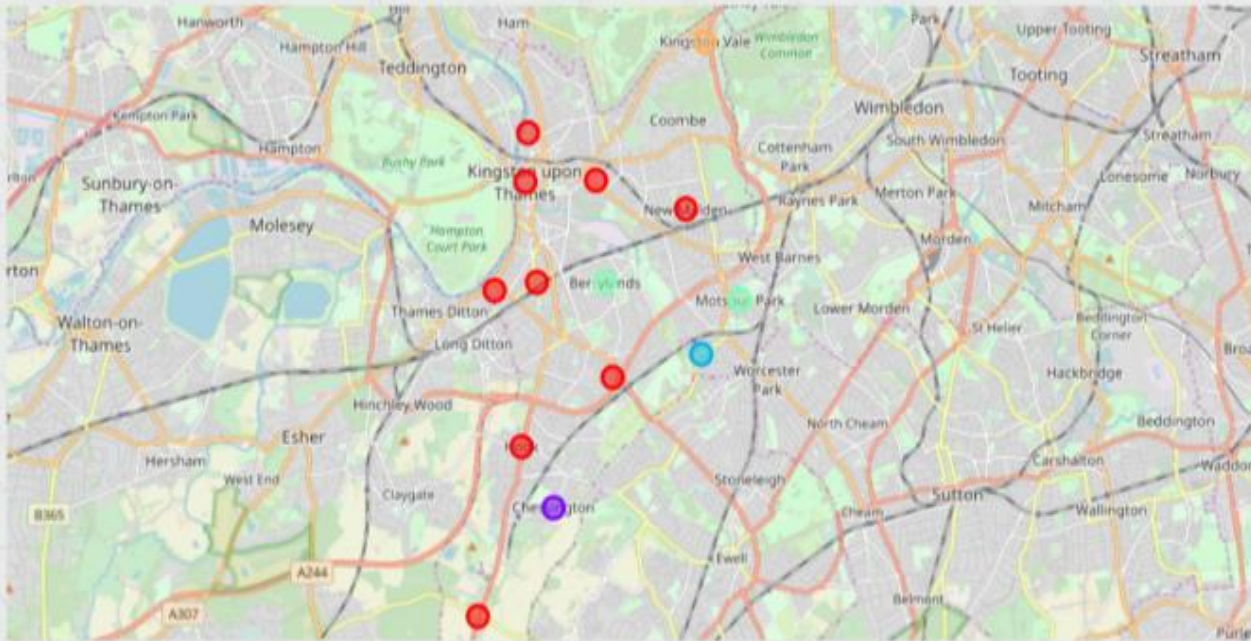 Hanworth
Ham
Park
Upper Tooting
Hampton Hill
Kingston Vale
Wimbledon
Common
Streatham
Teddington
Tooting
Kempton Park
Wimbledon
Coombe
Hampton
South Wimbledon
Streatham
Cottenham
Park
Bushy Park
Kingston upon
Thames
Lonesome
Norbury
Sunbury-on-
Thames
Merton Park
Raynes Park
Mitcham
Molesey
Hampton
Court Park
Morden
West Barnes
Thames Ditton
Lower Morden
Beddington
Corner
Walton-on-
Thames
St Helier
Long Ditton
Worcester
Park
Hackbridge
Hinchley Wood
Esher
North Cheam
Beddington
Hersham
Carshalton
West End
Stoneleigh
Claygate
Sutton
B365
Cheam
Wallington
Ewell
A244
Belmont
A307